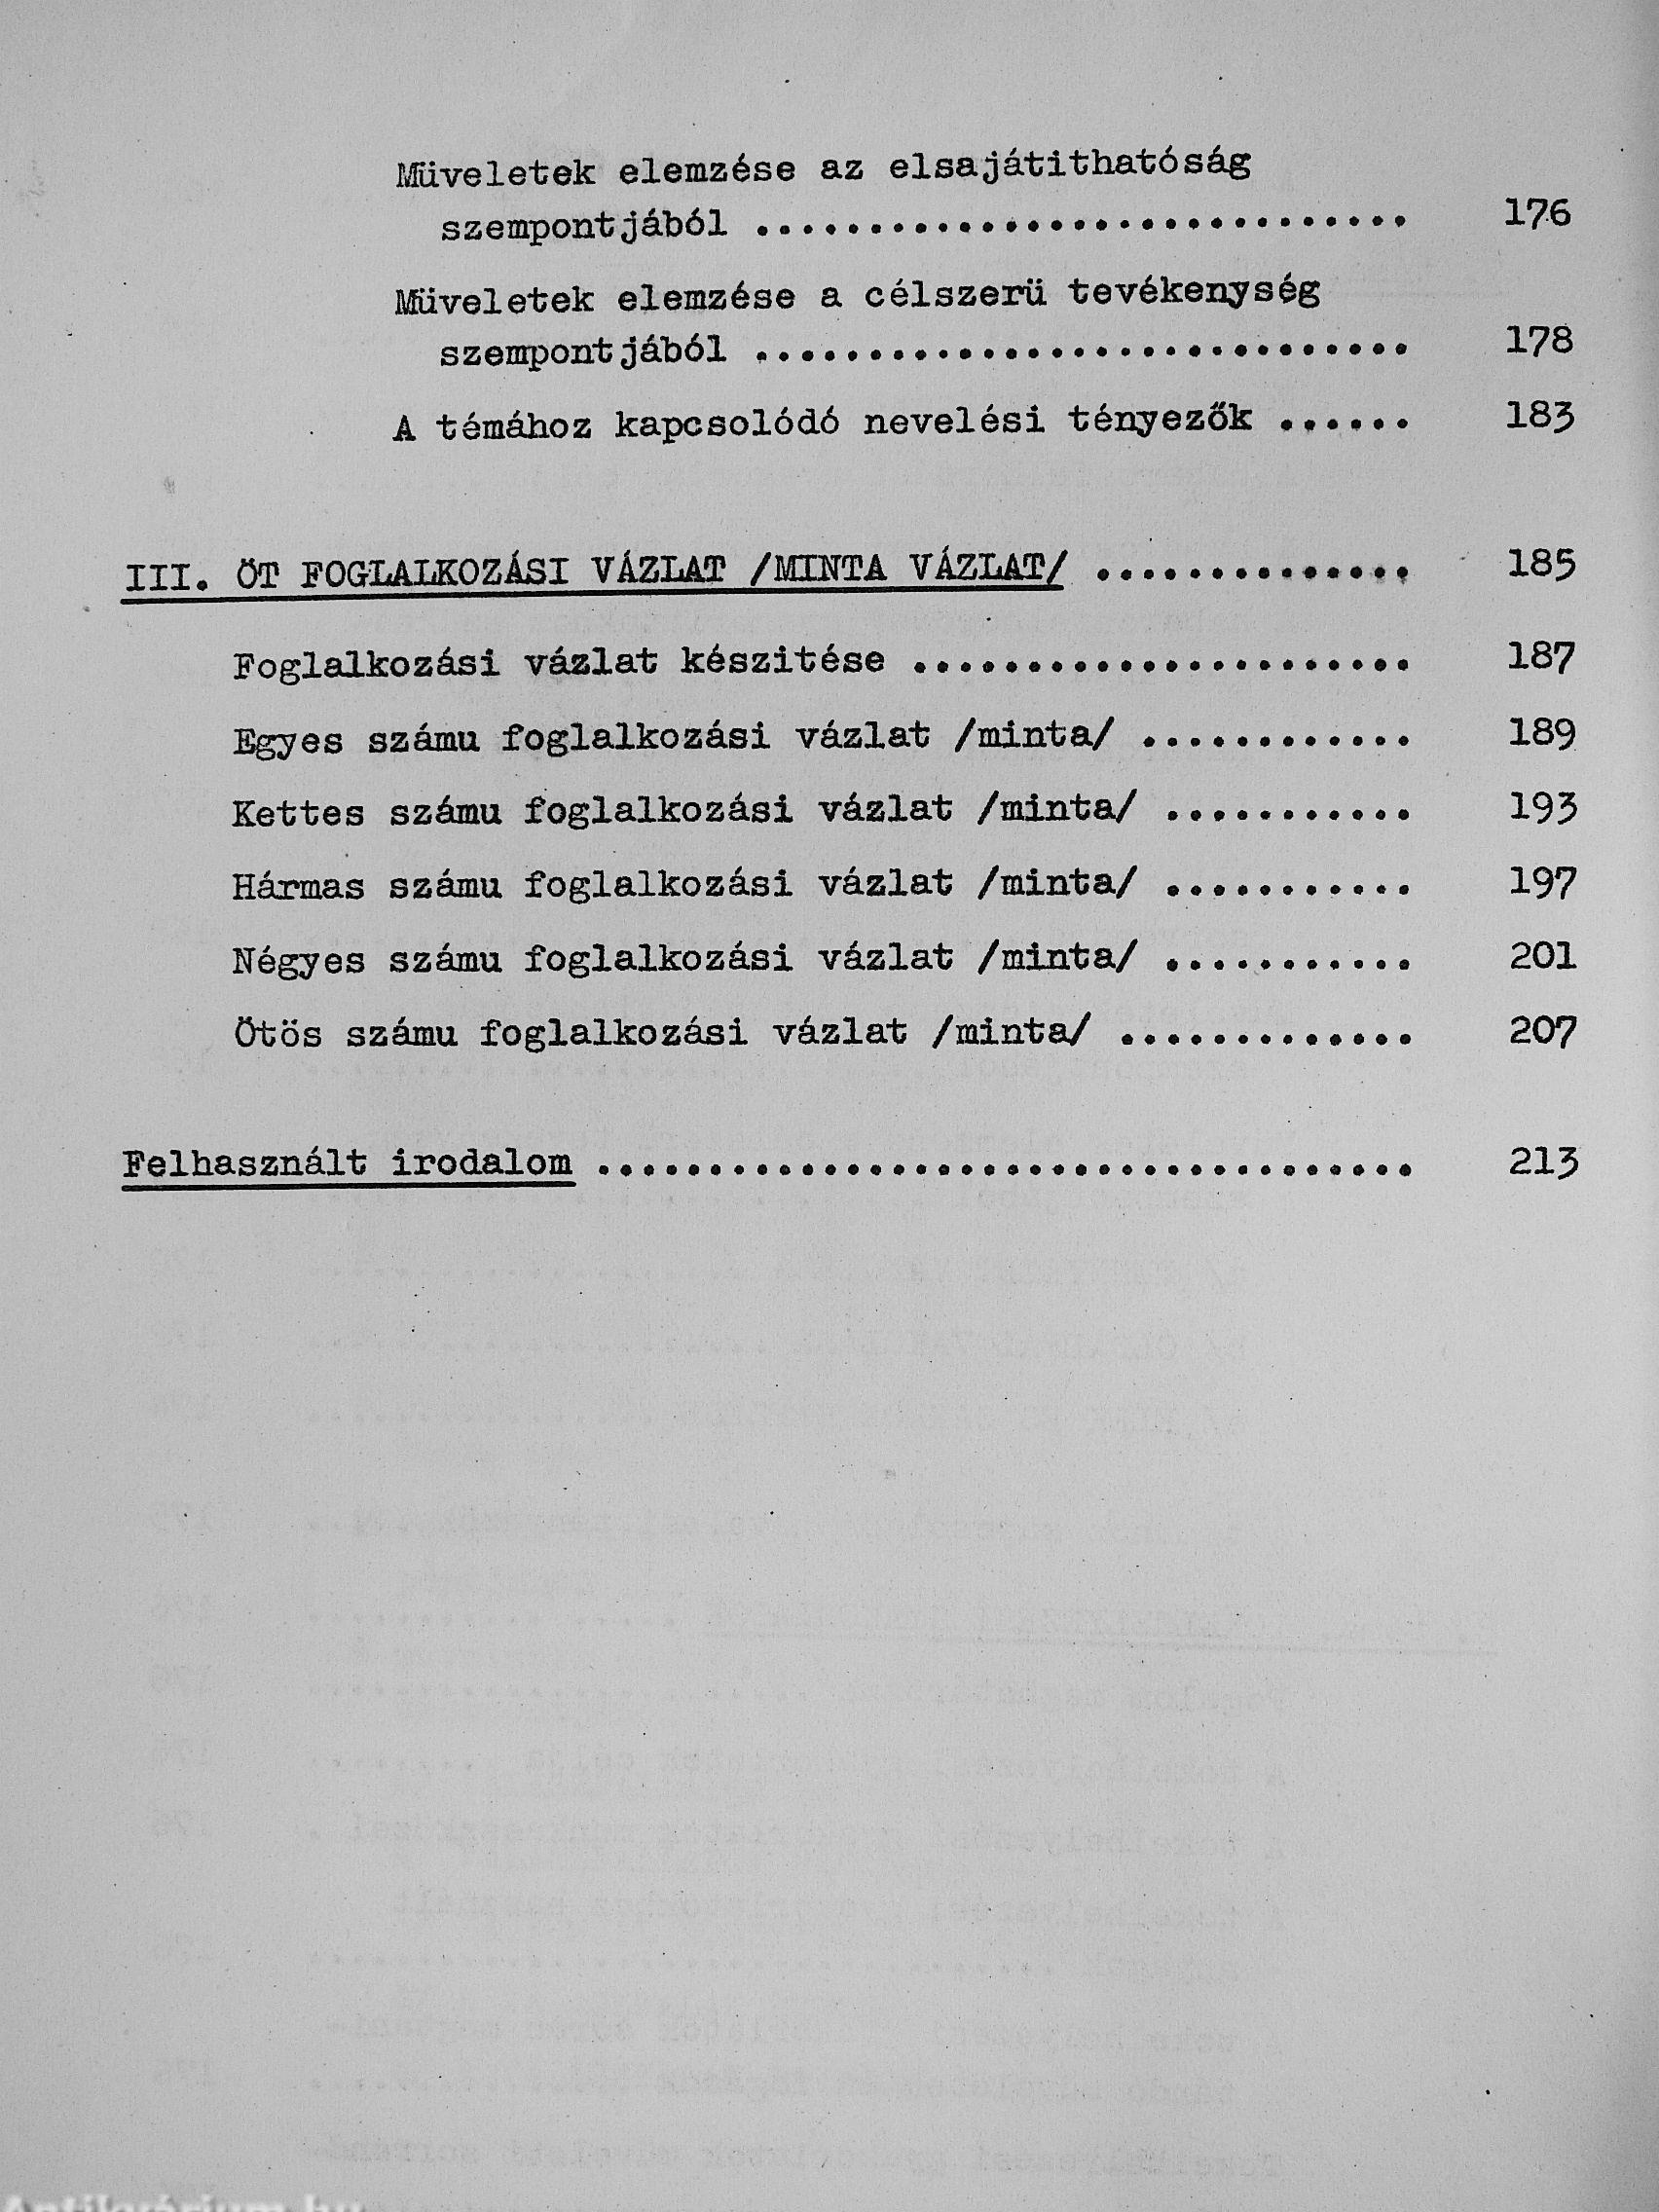 Müveletek elemzése az elsajátithatóság
szempontjából ............................. 176
Müveletek elemzése a célszerü tevékenység
szempontjából ............................. 178
A témához kapcsolódó nevelési tényezők ...... 183
III. ÖT FOGLALKOZÁSI VÁZLAT /MINTA VÁZLAT/ .............. 185
Foglalkozási vázlat készitése ...................... 187
Egyes számu foglalkozási vázlat /minta/ ............ 189
Kettes számu foglalkozási vázlat /minta/ ........... 193
Hármas számu foglalkozási vázlat /minta/ ........... 197
Négyes számu foglalkozási vázlat /minta/ ........... 201
Ötös számu foglalkozási vázlat /minta/ ............. 207
Felhasznált irodalom .................................... 213
Antikvárium.hu